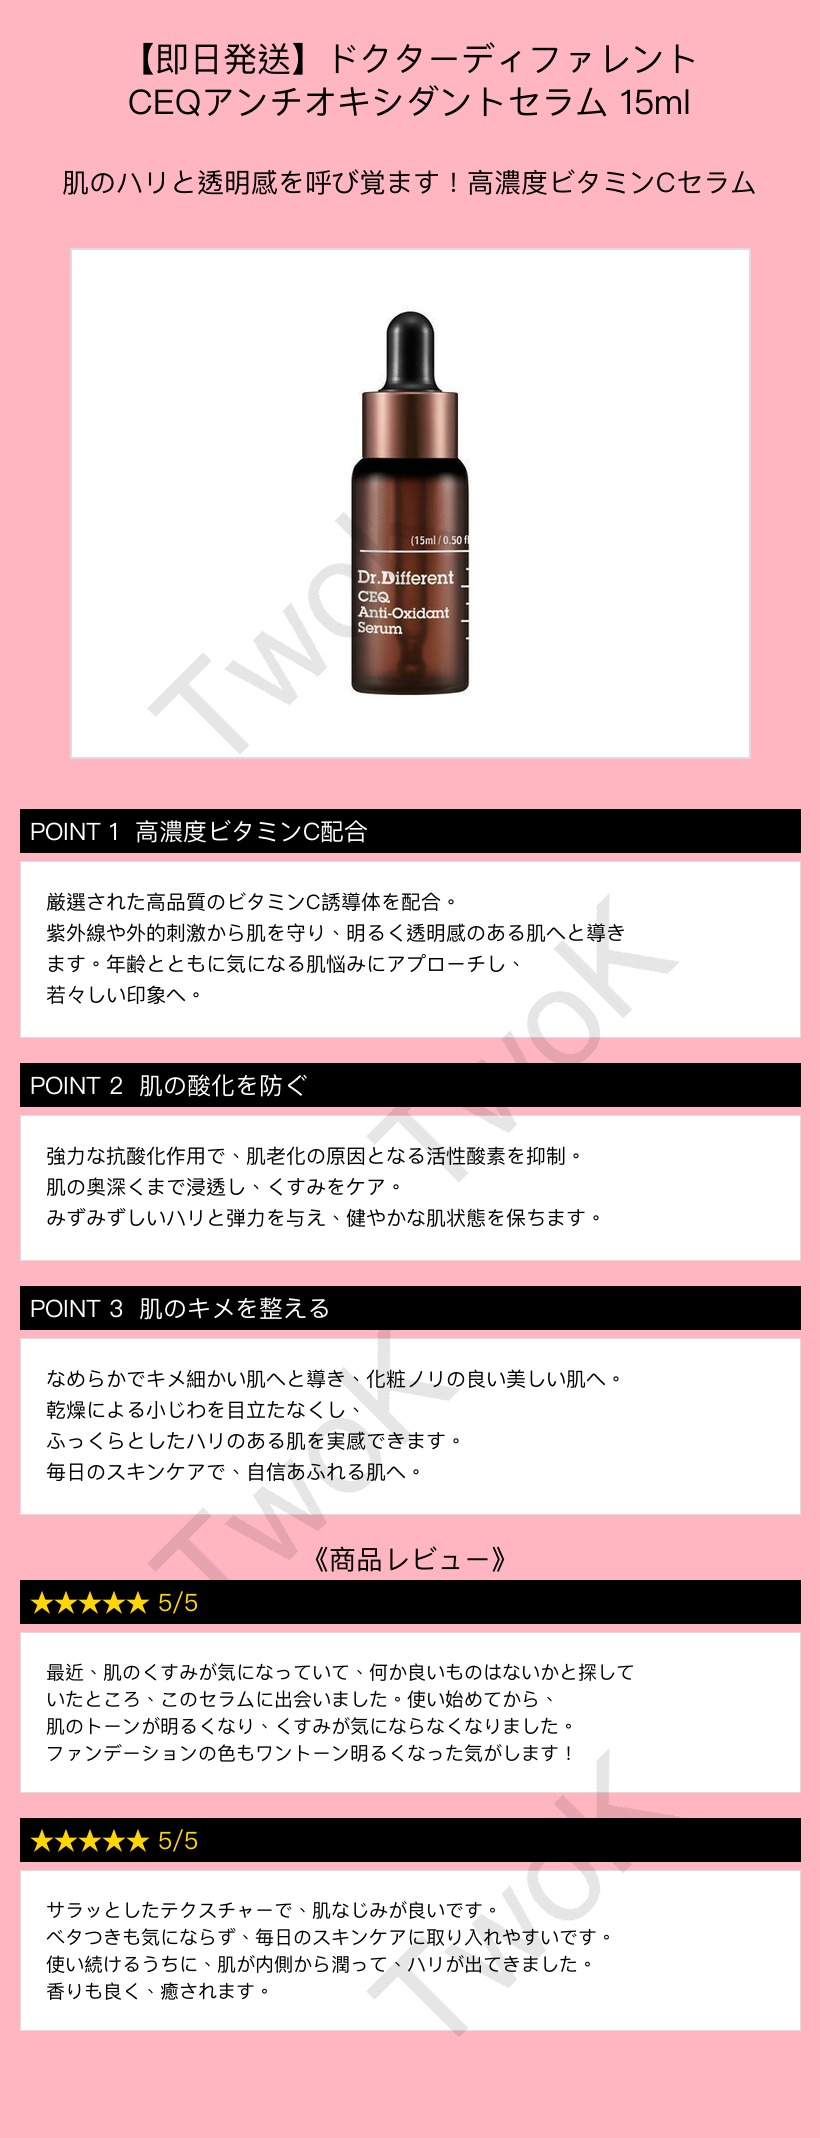 【即日発送】ドクターディファレント
CEQアンチオキシダントセラム 15ml
肌のハリと透明感を呼び覚ます！高濃度ビタミンCセラム
(15ml / 0.50 fl
Dr.Different
CEQ
Anti-Oxidant
Serum
TwoK
POINT 1 高濃度ビタミンC配合
厳選された高品質のビタミンC誘導体を配合。
紫外線や外的刺激から肌を守り、明るく透明感のある肌へと導き
ます。年齢とともに気になる肌悩みにアプローチし、
若々しい印象へ。
TwoK
POINT 2 肌の酸化を防ぐ
強力な抗酸化作用で、肌老化の原因となる活性酸素を抑制。
肌の奥深くまで浸透し、くすみをケア。
みずみずしいハリと弾力を与え、健やかな肌状態を保ちます。
POINT 3 肌のキメを整える
なめらかでキメ細かい肌へと導き、化粧ノリの良い美しい肌へ。
乾燥による小じわを目立たなくし、
ふっくらとしたハリのある肌を実感できます。
毎日のスキンケアで、自信あふれる肌へ。
TwoK
《商品レビュー》
★★★★★ 5/5
最近、肌のくすみが気になっていて、何か良いものはないかと探して
いたところ、このセラムに出会いました。使い始めてから、
肌のトーンが明るくなり、くすみが気にならなくなりました。
ファンデーションの色もワントーン明るくなった気がします！
★★★★★ 5/5
サラッとしたテクスチャーで、肌なじみが良いです。
ベタつきも気にならず、毎日のスキンケアに取り入れやすいです。
使い続けるうちに、肌が内側から潤って、ハリが出てきました。
香りも良く、癒されます。
TwoK